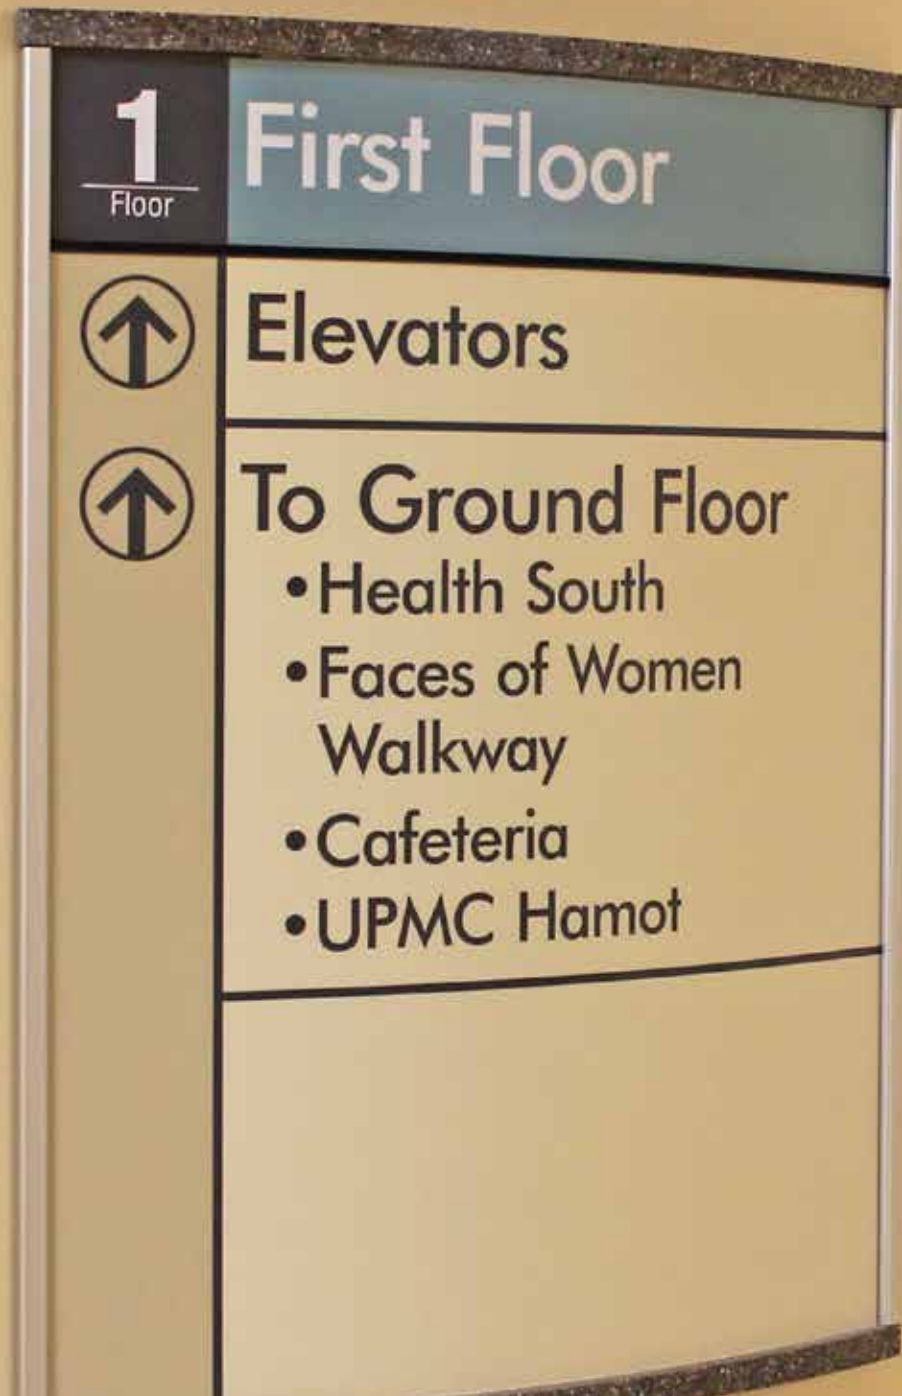 1
Floor
First Floor
Elevators
To Ground Floor
•Health South
•Faces of Women
Walkway
•Cafeteria
•UPMC Hamot